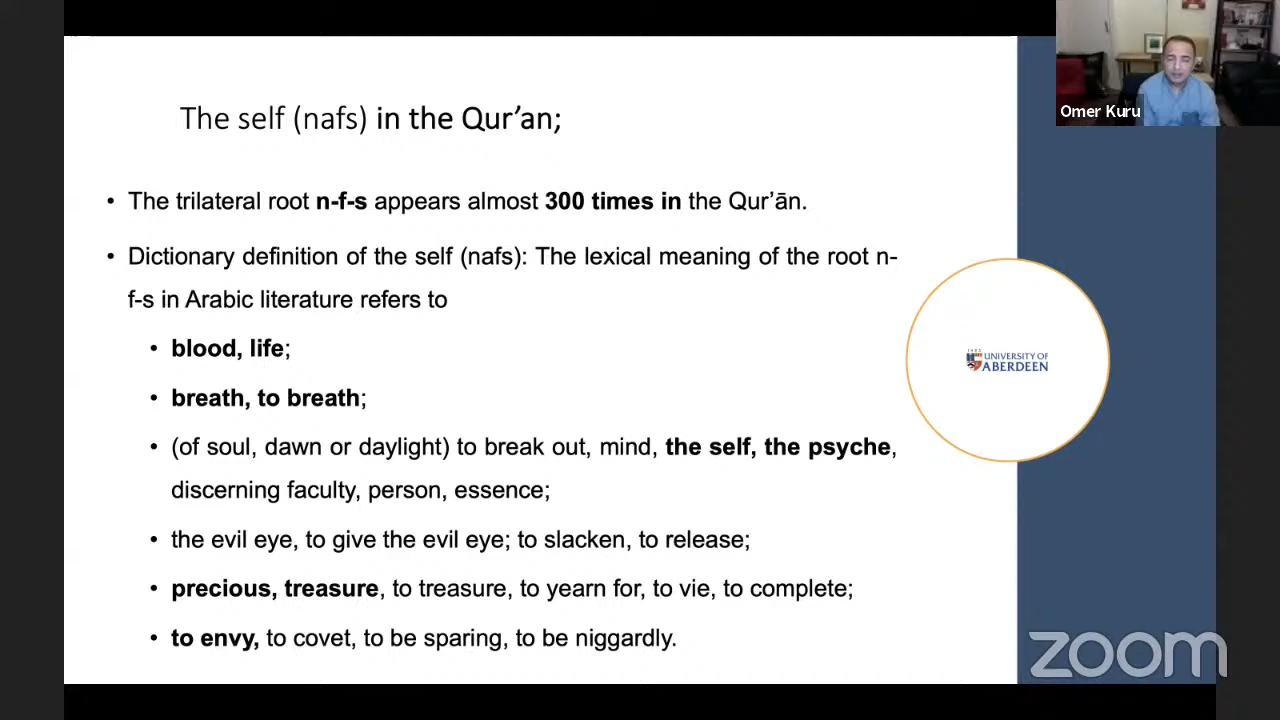 The self (nafs) in the Qur’an;
• The trilateral root n-f-s appears almost 300 times in the Qur’ān.
• Dictionary definition of the self (nafs): The lexical meaning of the root n-
f-s in Arabic literature refers to
• blood, life;
• breath, to breath;
• (of soul, dawn or daylight) to break out, mind, the self, the psyche,
discerning faculty, person, essence;
• the evil eye, to give the evil eye; to slacken, to release;
• precious, treasure, to treasure, to yearn for, to vie, to complete;
• to envy, to covet, to be sparing, to be niggardly.
Omer Kuru
1495
UNIVERSITY OF
ABERDEEN
zoom